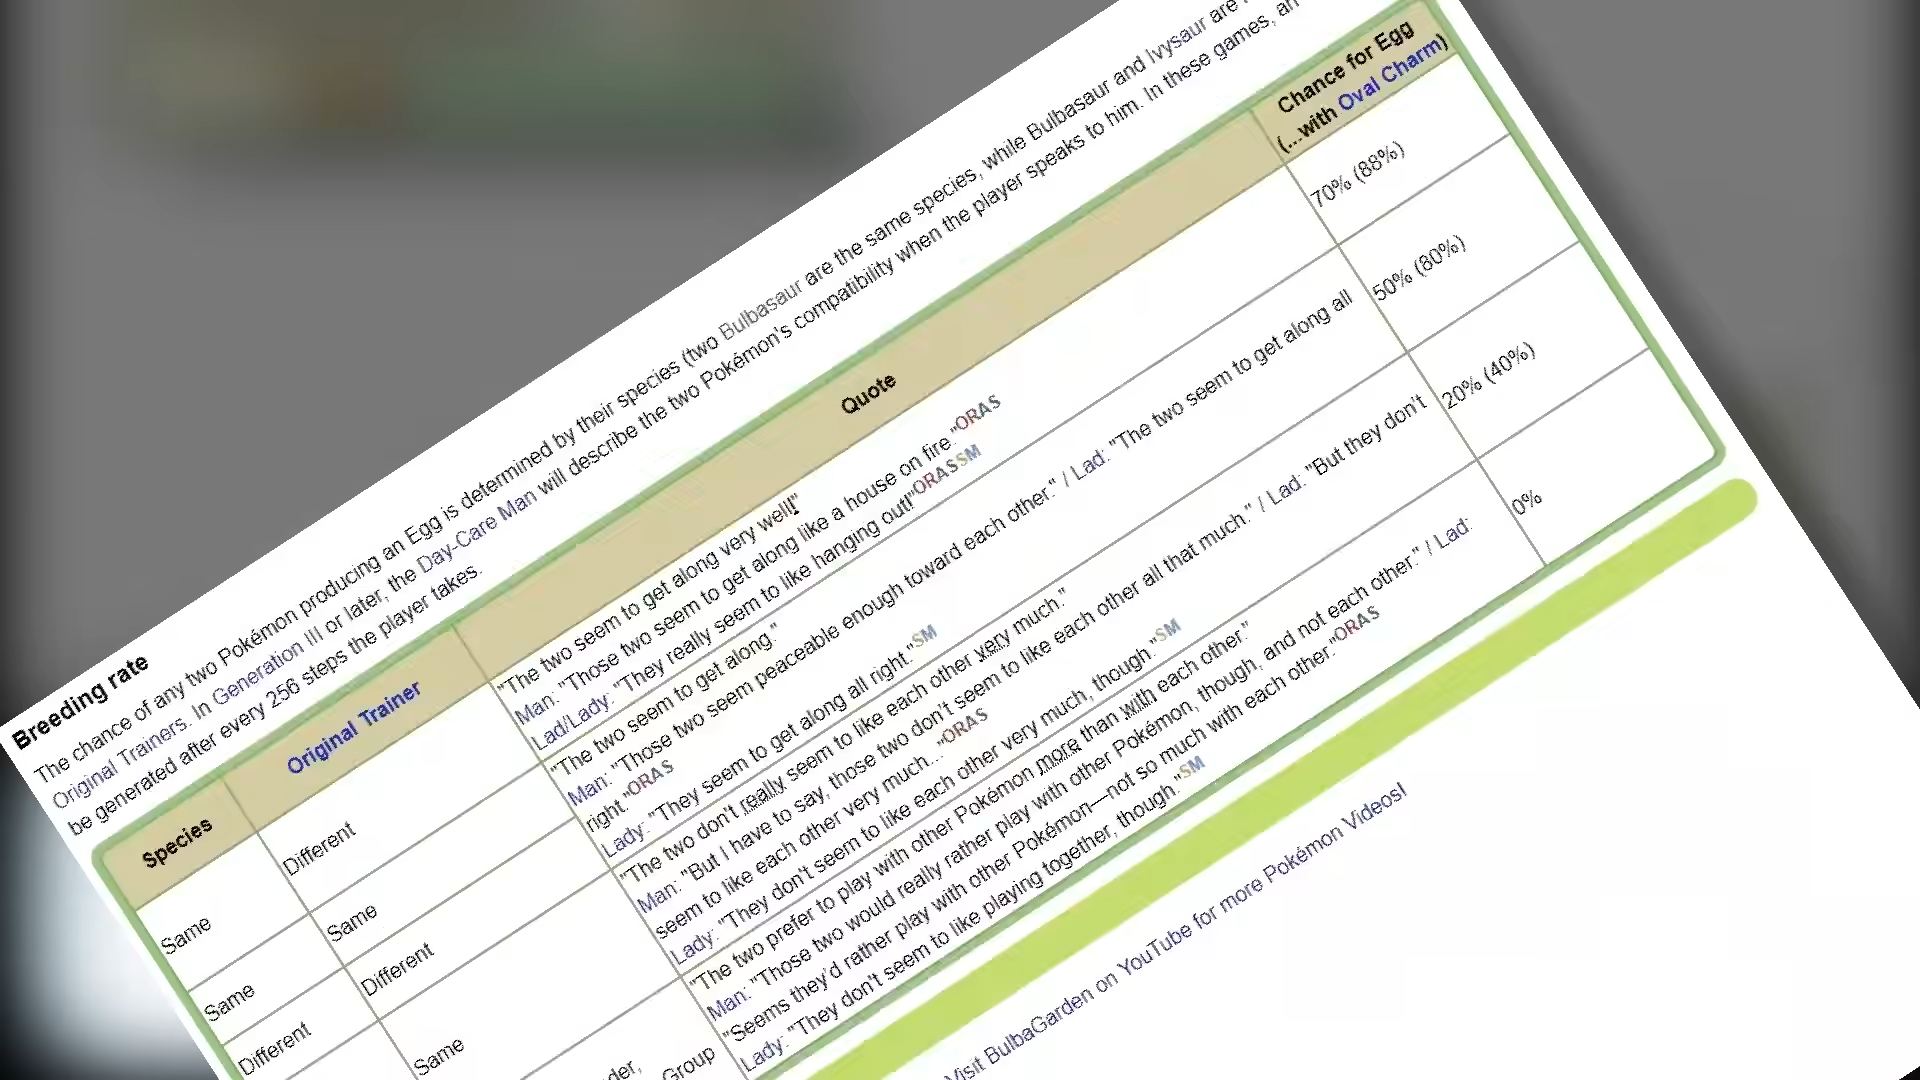 Breeding rate
The chance of any two Pokémon producing an Egg is determined by their species (two Bulbasaur are the same species, while Bulbasaur and Ivysaur are
Original Trainers. In Generation III or later, the Day-Care Man will describe the two Pokémon's compatibility when the player speaks to him. In these games, an
be generated after every 256 steps the player takes.
Species
Original Trainer
Quote
Chance for Egg
(...with Oval Charm)
Same
Different
"The two seem to get along very well!"
Man: "Those two seem to get along like a house on fire."ORAS
Lad/Lady: "They really seem to like hanging out!"ORASSM
70% (88%)
Same
Same
"The two seem to get along."
Man: "Those two seem peaceable enough toward each other." / Lad: "The two seem to get along all
right."ORAS
Lady: "They seem to get along all right."SM
50% (80%)
Different
Different
"The two don't really seem to like each other very much."
Man: "But I have to say, those two don't seem to like each other all that much." / Lad: "But they don't
seem to like each other very much..."ORAS
Lady: "They don't seem to like each other very much, though."SM
20% (40%)
Same
Group
"The two prefer to play with other Pokémon more than with each other."
Man: "Those two would really rather play with other Pokémon, though, and not each other." / Lad:
"Seems they'd rather play with other Pokémon—not so much with each other."ORAS
Lady: "They don't seem to like playing together, though."SM
0%
Visit BulbaGarden on YouTube for more Pokémon Videos!